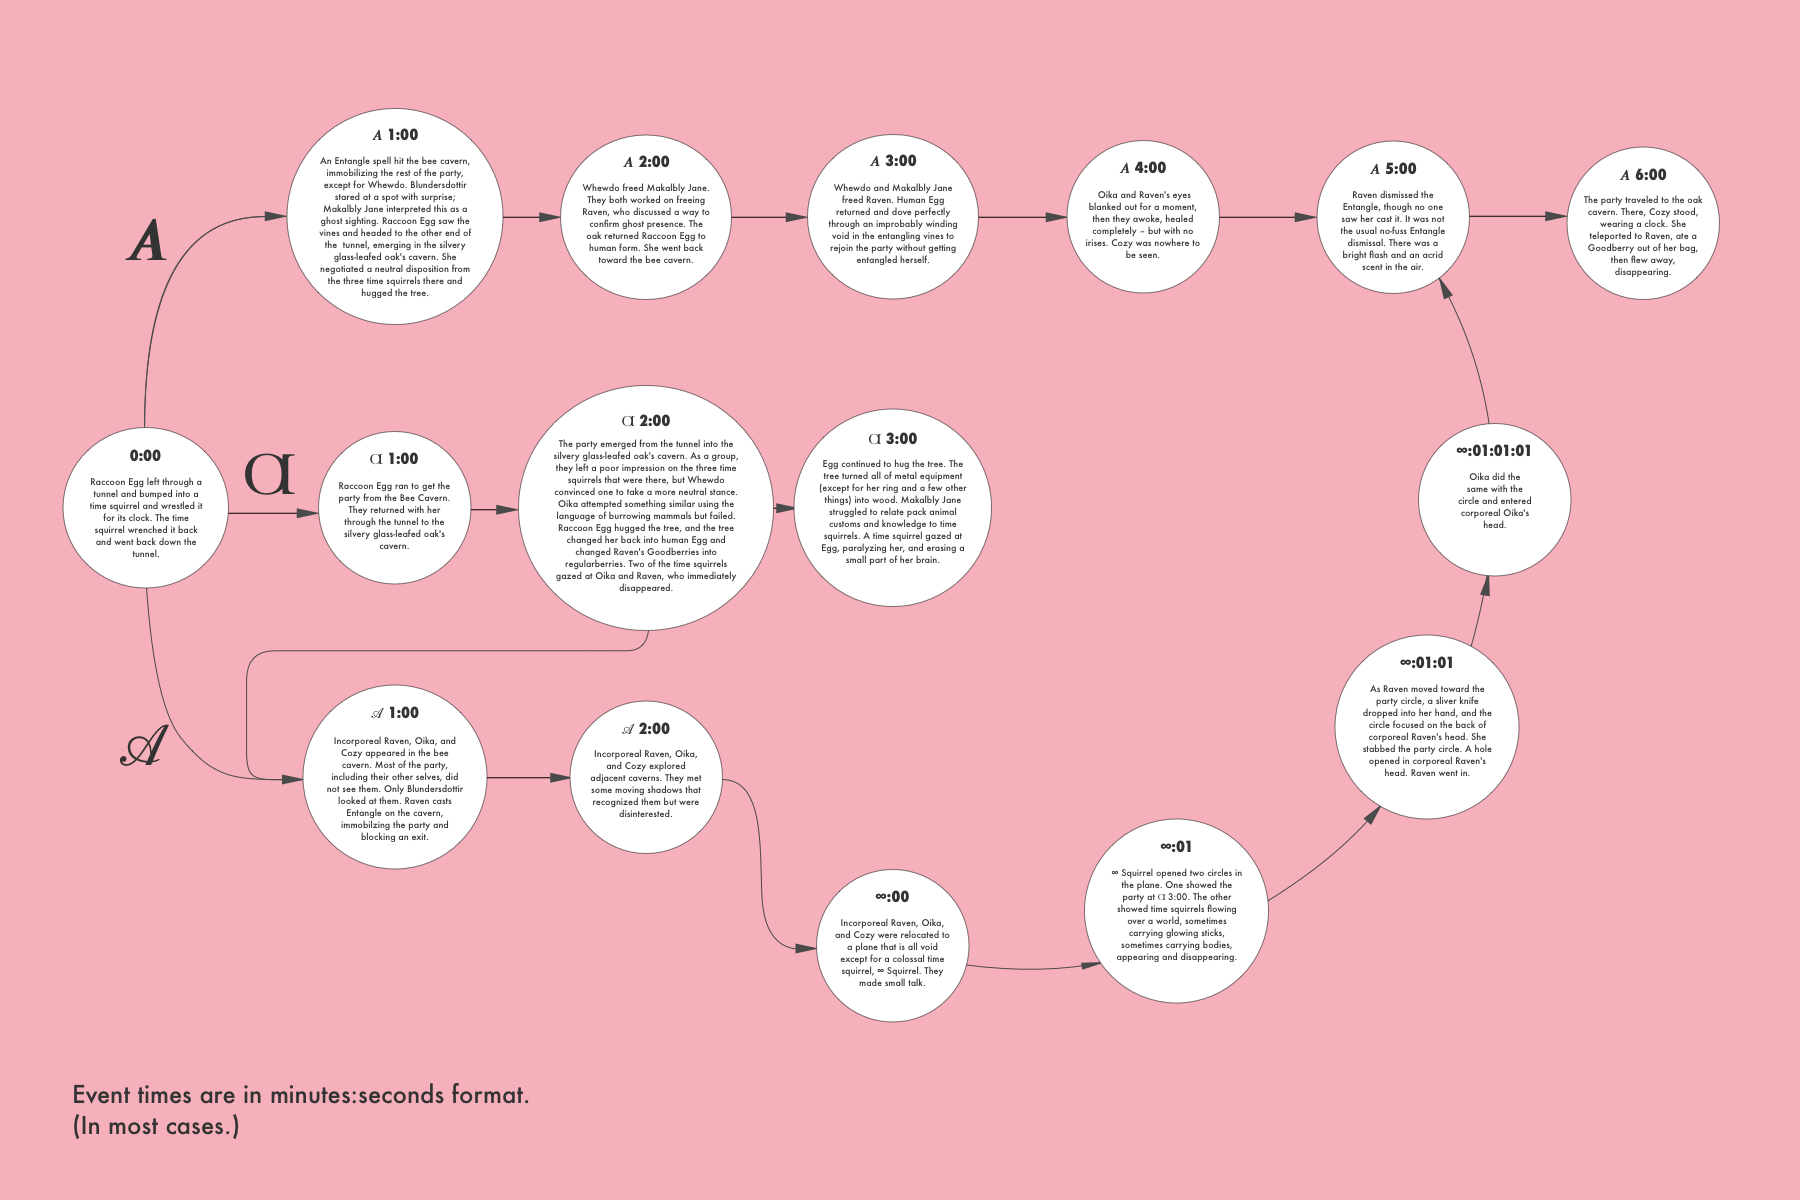 A
A 1:00
An Entangle spell hit the bee cavern,
immobilizing the rest of the party,
except for Whewdo. Blundersdottir
stared at a spot with surprise;
Makalbly Jane interpreted this as a
ghost sighting. Raccoon Egg saw the
vines and headed to the other end of
the tunnel, emerging in the silvery
glass-leafed oak's cavern. She
negotiated a neutral disposition from
the three time squirrels there and
hugged the tree.
A 2:00
Whewdo freed Makalbly Jane.
They both worked on freeing
Raven, who discussed a way to
confirm ghost presence. The
oak returned Raccoon Egg to
human form. She went back
toward the bee cavern.
A 3:00
Whewdo and Makalbly Jane
freed Raven. Human Egg
returned and dove perfectly
through an improbably winding
void in the entangling vines to
rejoin the party without getting
entangled herself.
A 4:00
Oika and Raven's eyes
blanked out for a moment,
then they awoke, healed
completely – but with no
irises. Cozy was nowhere to
be seen.
A 5:00
Raven dismissed the
Entangle, though no one
saw her cast it. It was not
the usual no-fuss Entangle
dismissal. There was a
bright flash and an acrid
scent in the air.
A 6:00
The party traveled to the oak
cavern. There, Cozy stood,
wearing a clock. She
teleported to Raven, ate a
Goodberry out of her bag,
then flew away,
disappearing.
0:00
Raccoon Egg left through a
tunnel and bumped into a
time squirrel and wrestled it
for its clock. The time
squirrel wrenched it back
and went back down the
tunnel.
A
A 1:00
Raccoon Egg ran to get the
party from the Bee Cavern.
They returned with her
through the tunnel to the
silvery glass-leafed oak's
cavern.
A 2:00
The party emerged from the tunnel into the
silvery glass-leafed oak's cavern. As a group,
they left a poor impression on the three time
squirrels that were there, but Whewdo
convinced one to take a more neutral stance.
Oika attempted something similar using the
language of burrowing mammals but failed.
Raccoon Egg hugged the tree, and the tree
changed her back into human Egg and
changed Raven's Goodberries into
regularberries. Two of the time squirrels
gazed at Oika and Raven, who immediately
disappeared.
A 3:00
Egg continued to hug the tree. The
tree turned all of metal equipment
(except for her ring and a few other
things) into wood. Makalbly Jane
struggled to relate pack animal
customs and knowledge to time
squirrels. A time squirrel gazed at
Egg, paralyzing her, and erasing a
small part of her brain.
A
A 1:00
Incorporeal Raven, Oika, and
Cozy appeared in the bee
cavern. Most of the party,
including their other selves, did
not see them. Only Blundersdottir
looked at them. Raven casts
Entangle on the cavern,
immobilzing the party and
blocking an exit.
A 2:00
Incorporeal Raven, Oika,
and Cozy explored
adjacent caverns. They met
some moving shadows that
recognized them but were
disinterested.
∞:00
Incorporeal Raven, Oika,
and Cozy were relocated to
a plane that is all void
except for a colossal time
squirrel, ∞ Squirrel. They
made small talk.
∞:01
∞ Squirrel opened two circles in
the plane. One showed the
party at A 3:00. The other
showed time squirrels flowing
over a world, sometimes
carrying glowing sticks,
sometimes carrying bodies,
appearing and disappearing.
∞:01:01
As Raven moved toward the
party circle, a sliver knife
dropped into her hand, and the
circle focused on the back of
corporeal Raven's head. She
stabbed the party circle. A hole
opened in corporeal Raven's
head. Raven went in.
∞:01:01:01
Oika did the
same with the
circle and entered
corporeal Oika's
head.
Event times are in minutes:seconds format.
(In most cases.)